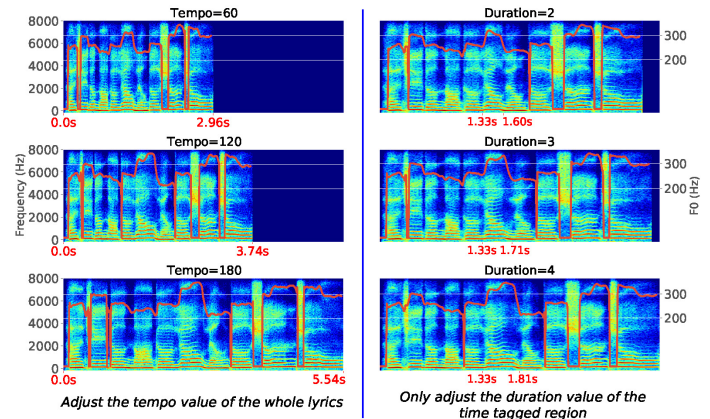 Tempo=60
Duration=2
8000
6000
4000
2000
0
300
200
0.0s 2.96s
1.33s 1.60s
Tempo=120
Duration=3
Frequency (Hz)
8000
6000
4000
2000
0
300
200
F0 (Hz)
0.0s 3.74s
1.33s 1.71s
Tempo=180
Duration=4
8000
6000
4000
2000
0
300
200
0.0s 5.54s
1.33s 1.81s
Adjust the tempo value of the whole lyrics
Only adjust the duration value of the
time tagged region